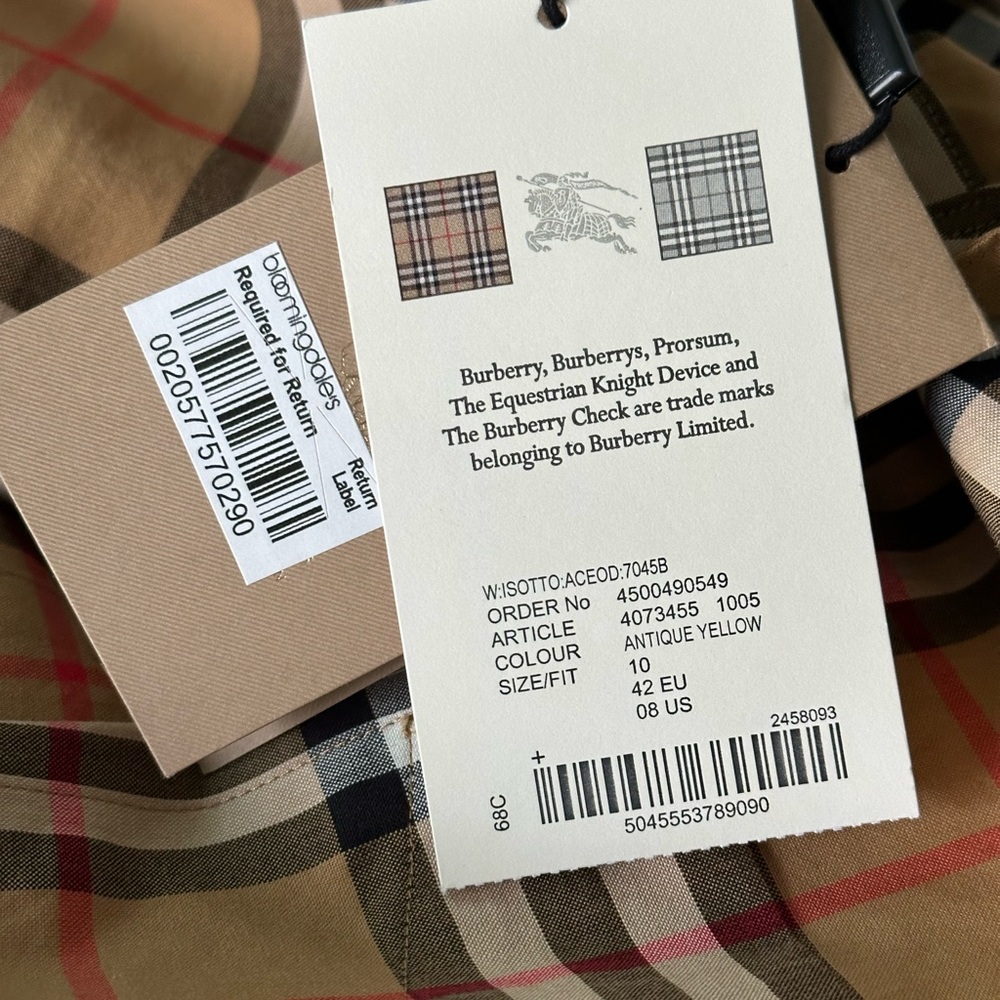 bloomingdale's
Required for Return
0020577570290
Return
Label
Burberry, Burberrys, Prorsum,
The Equestrian Knight Device and
The Burberry Check are trade marks
belonging to Burberry Limited.
W:ISOTTO:ACEOD:7045B
ORDER No 4500490549
ARTICLE 4073455 1005
COLOUR ANTIQUE YELLOW
SIZE/FIT 10
42 EU
08 US
2458093
+
68C
5045553789090